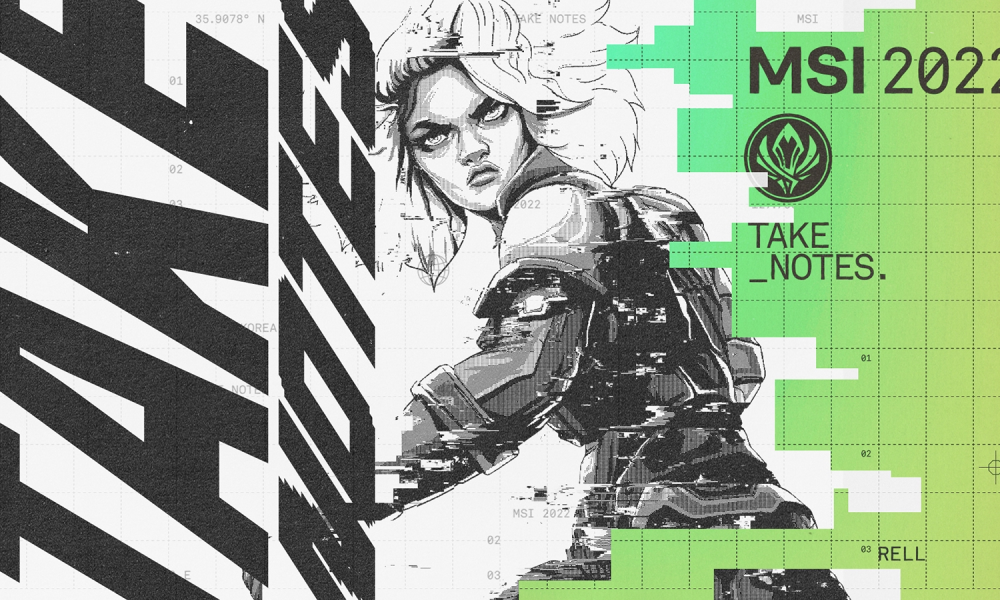 TAKE
NOTES
35.9078° N
TAKE NOTES
MSI
01
02
03
2022
KOREA
NOTES
MSI 2022
02
03
E
MSI 2022
TAKE
_NOTES.
01
02
03 RELL